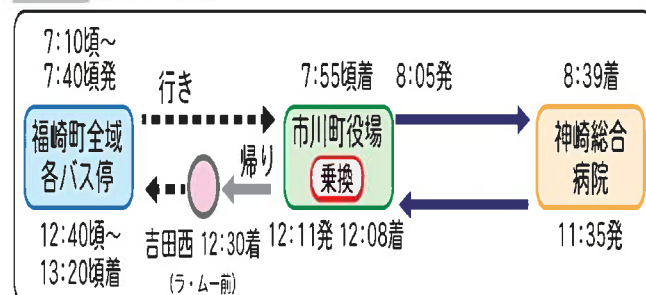 7:10頃~
7:40頃発
行き
7:55頃着 8:05発
8:39着
福崎町全域
各バス停
市川町役場
乗換
神崎総合
病院
帰り
12:40頃~
13:20頃着
吉田西 12:30着
(ラ・ムー前)
12:11発 12:08着
11:35発